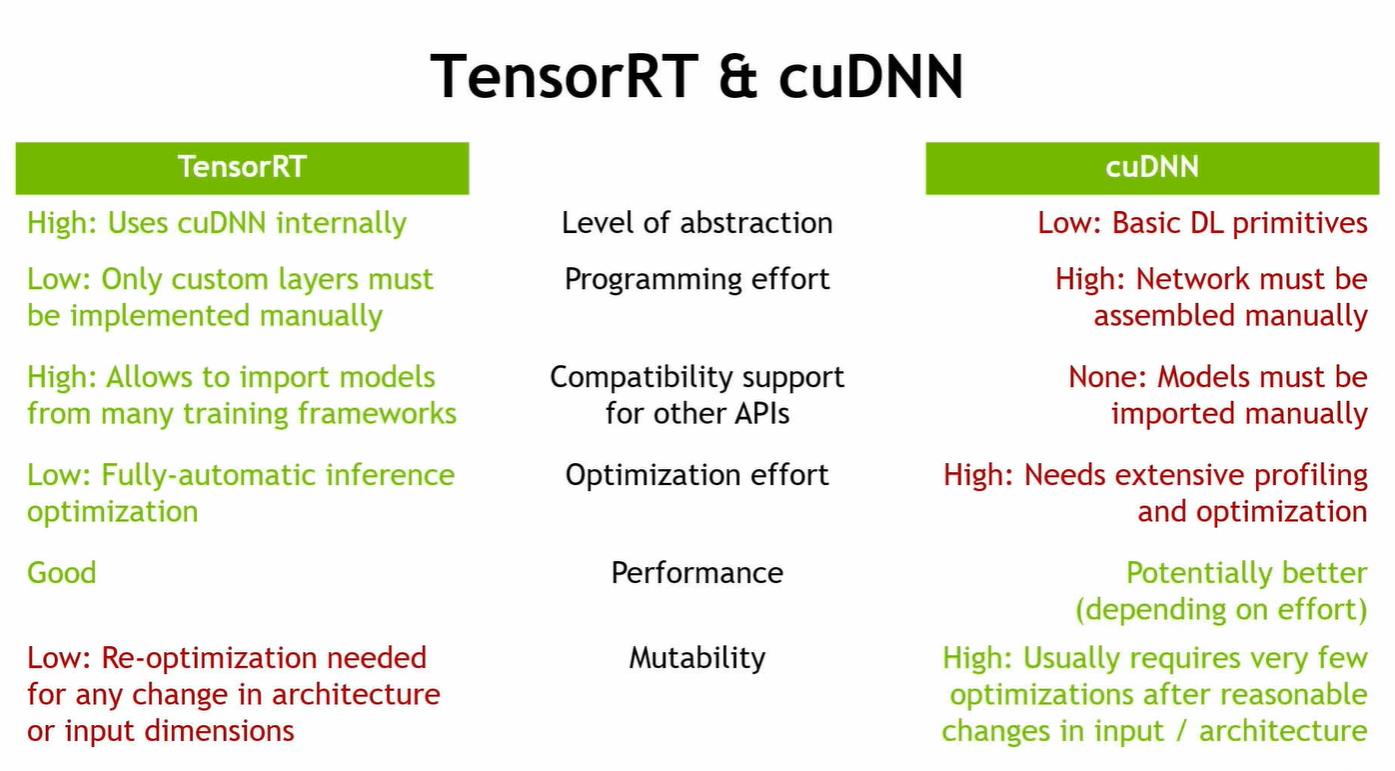 TensorRT & cuDNN
TensorRT
cuDNN
High: Uses cuDNN internally
Level of abstraction
Low: Basic DL primitives
Low: Only custom layers must
be implemented manually
Programming effort
High: Network must be
assembled manually
High: Allows to import models
from many training frameworks
Compatibility support
for other APIs
None: Models must be
imported manually
Low: Fully-automatic inference
optimization
Optimization effort
High: Needs extensive profiling
and optimization
Good
Performance
Potentially better
(depending on effort)
Low: Re-optimization needed
for any change in architecture
or input dimensions
Mutability
High: Usually requires very few
optimizations after reasonable
changes in input / architecture